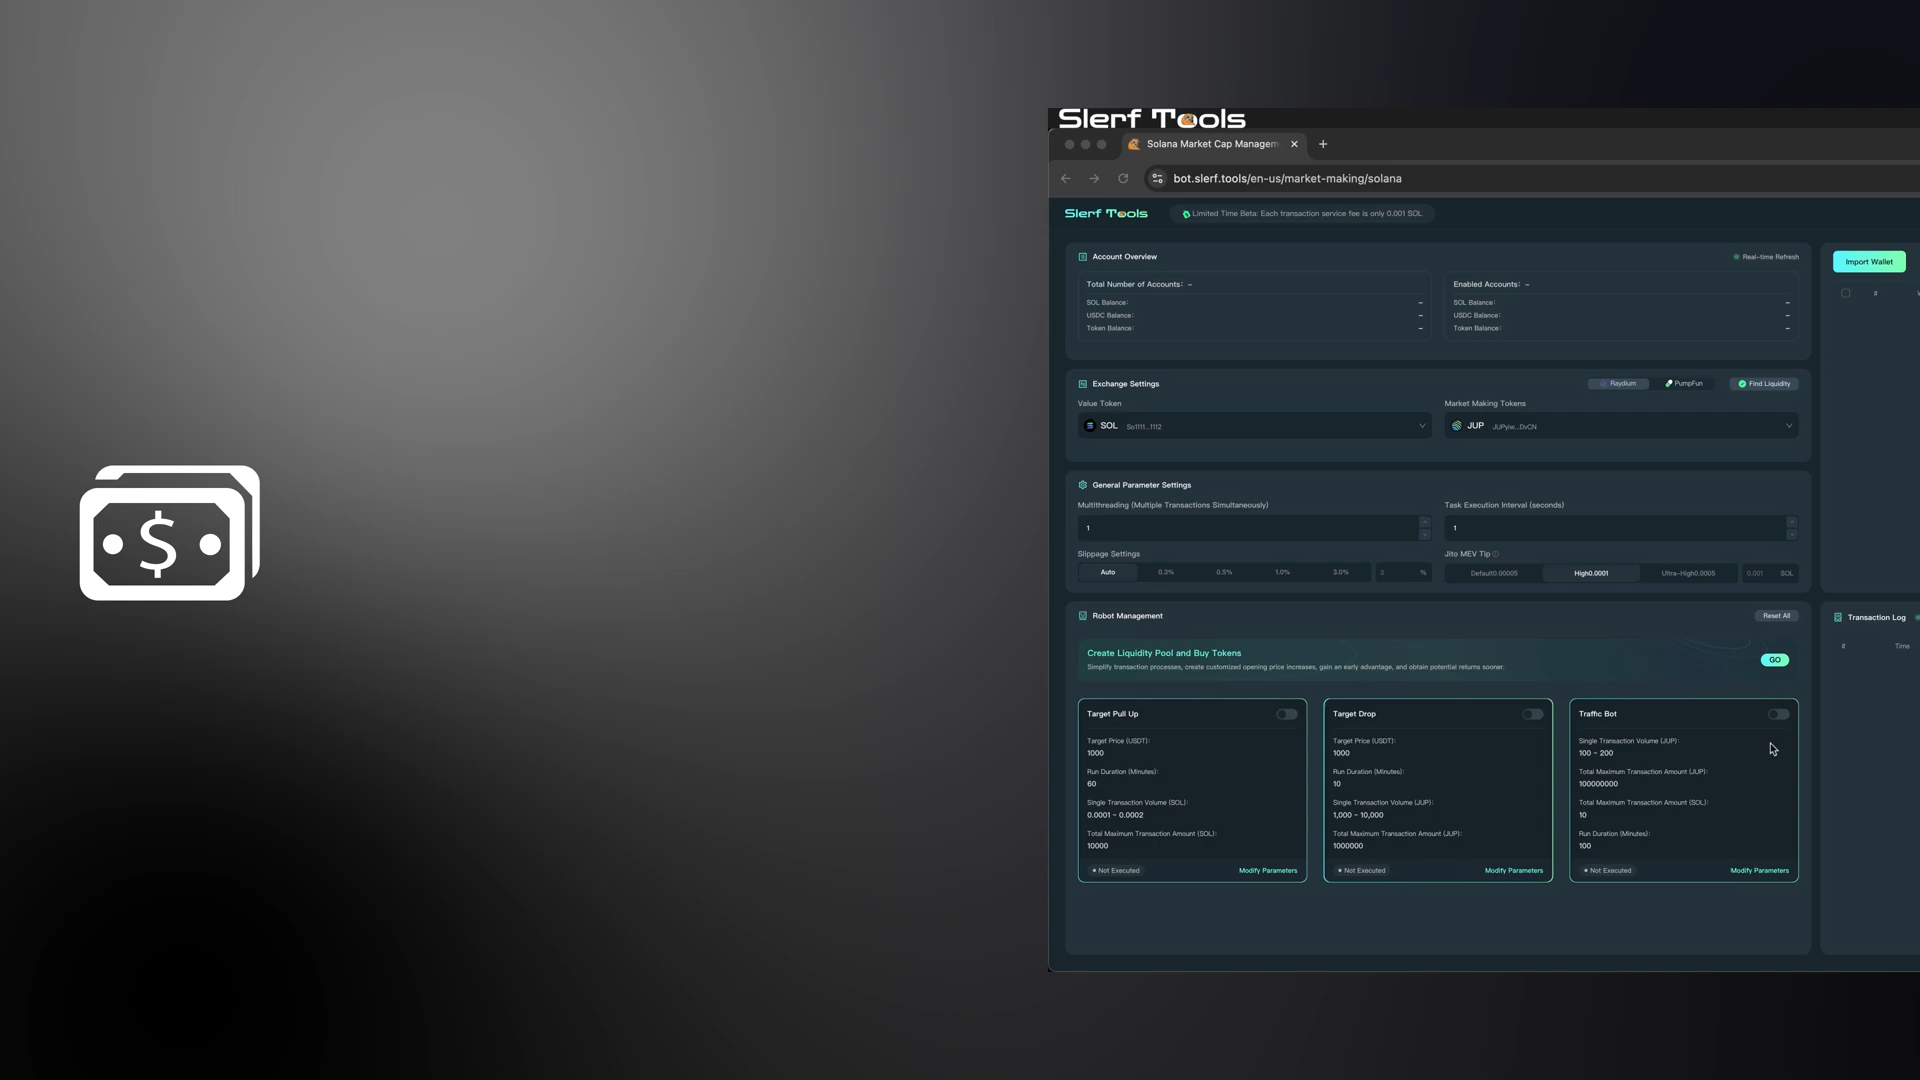 $
Slerf Tools
Solana Market Cap Managem
bot.slerf.tools/en-us/market-making/solana
Slerf Tools
Limited Time Beta: Each transaction service fee is only 0.001 SOL
Account Overview
Real-time Refresh
Total Number of Accounts: –
SOL Balance: –
USDC Balance: –
Token Balance: –
Enabled Accounts: –
SOL Balance: –
USDC Balance: –
Token Balance: –
Import Wallet
#
Exchange Settings
Raydium
PumpFun
Find Liquidity
Value Token
SOL So1111...1112
Market Making Tokens
JUP JUPyiw...DvCN
General Parameter Settings
Multithreading (Multiple Transactions Simultaneously)
1
Task Execution Interval (seconds)
1
Slippage Settings
Auto 0.3% 0.5% 1.0% 3.0% 3 %
Jito MEV Tip
Default0.00005 High0.0001 Ultra-High0.0005 0.001 SOL
Robot Management
Reset All
Create Liquidity Pool and Buy Tokens
Simplify transaction processes, create customized opening price increases, gain an early advantage, and obtain potential returns sooner.
GO
Target Pull Up
Target Price (USDT):
1000
Run Duration (Minutes):
60
Single Transaction Volume (SOL):
0.0001 - 0.0002
Total Maximum Transaction Amount (SOL):
10000
Not Executed
Modify Parameters
Target Drop
Target Price (USDT):
1000
Run Duration (Minutes):
10
Single Transaction Volume (JUP):
1,000 - 10,000
Total Maximum Transaction Amount (JUP):
1000000
Not Executed
Modify Parameters
Traffic Bot
Single Transaction Volume (JUP):
100 - 200
Total Maximum Transaction Amount (JUP):
100000000
Total Maximum Transaction Amount (SOL):
10
Run Duration (Minutes):
100
Not Executed
Modify Parameters
Transaction Log
# Time